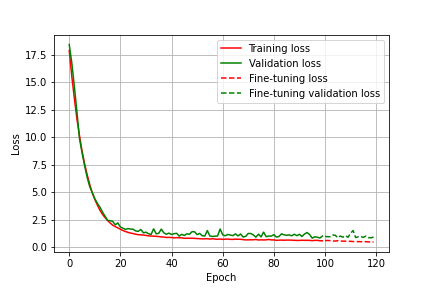 Training loss
Validation loss
Fine-tuning loss
Fine-tuning validation loss
17.5
15.0
12.5
10.0
7.5
5.0
2.5
0.0
Loss
0 20 40 60 80 100 120
Epoch